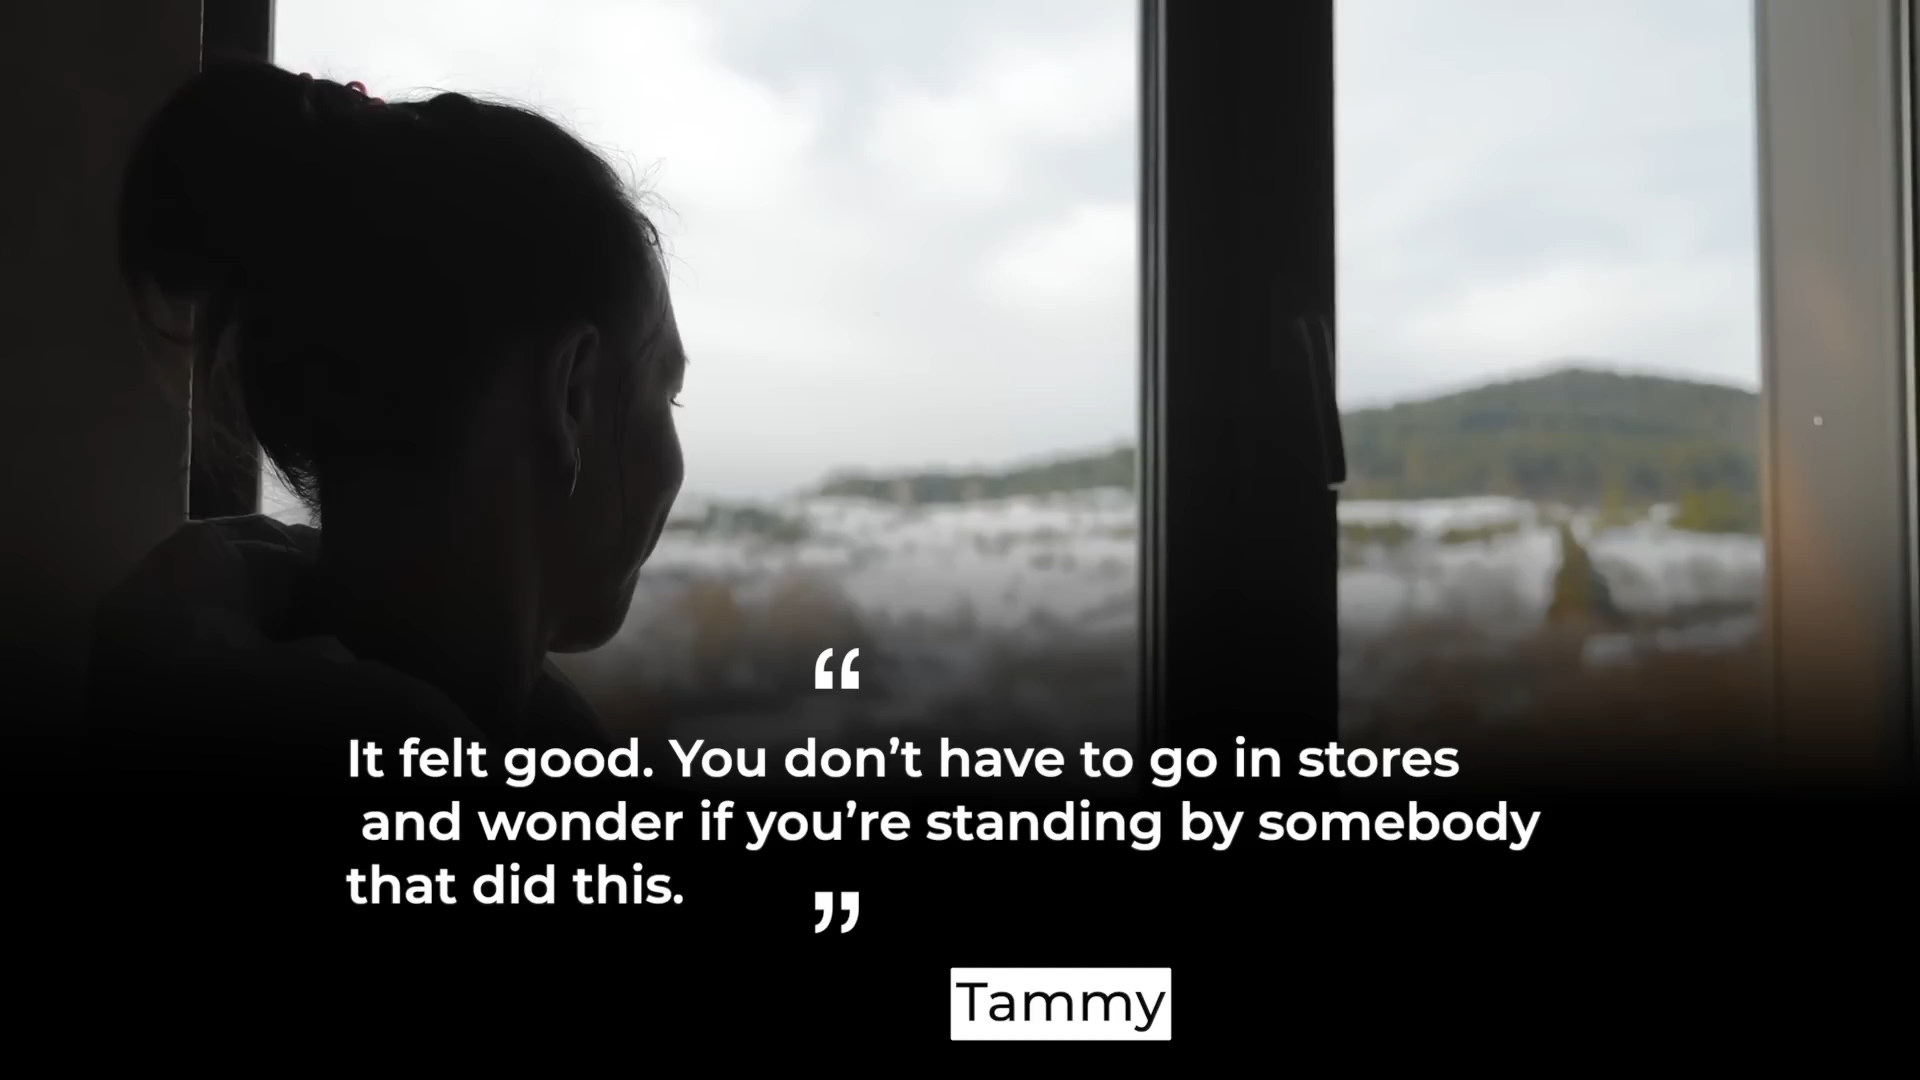 “
It felt good. You don’t have to go in stores
and wonder if you’re standing by somebody
that did this.
”
Tammy